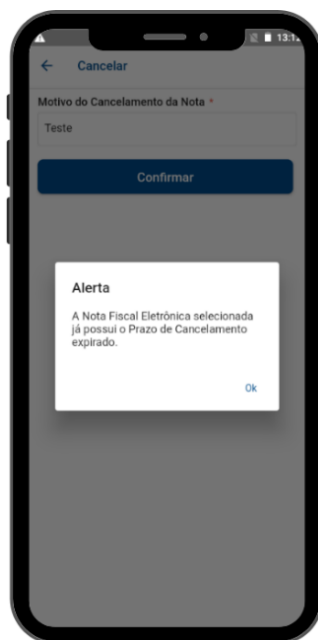 13:12
Cancelar
Motivo do Cancelamento da Nota *
Teste
Confirmar
Alerta
A Nota Fiscal Eletrônica selecionada
já possui o Prazo de Cancelamento
expirado.
Ok